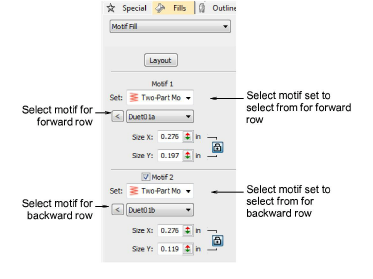 Special Fills Outline
Motif Fill
Layout
Motif 1
Set: Two-Part Mo
Select motif set to
select from for forward
row
Select motif for
forward row
< Duet01a
Size X: 0.276 in
Size Y: 0.197 in
Motif 2
Set: Two-Part Mo
Select motif set to
select from for
backward row
Select motif for
backward row
< Duet01b
Size X: 0.276 in
Size Y: 0.119 in